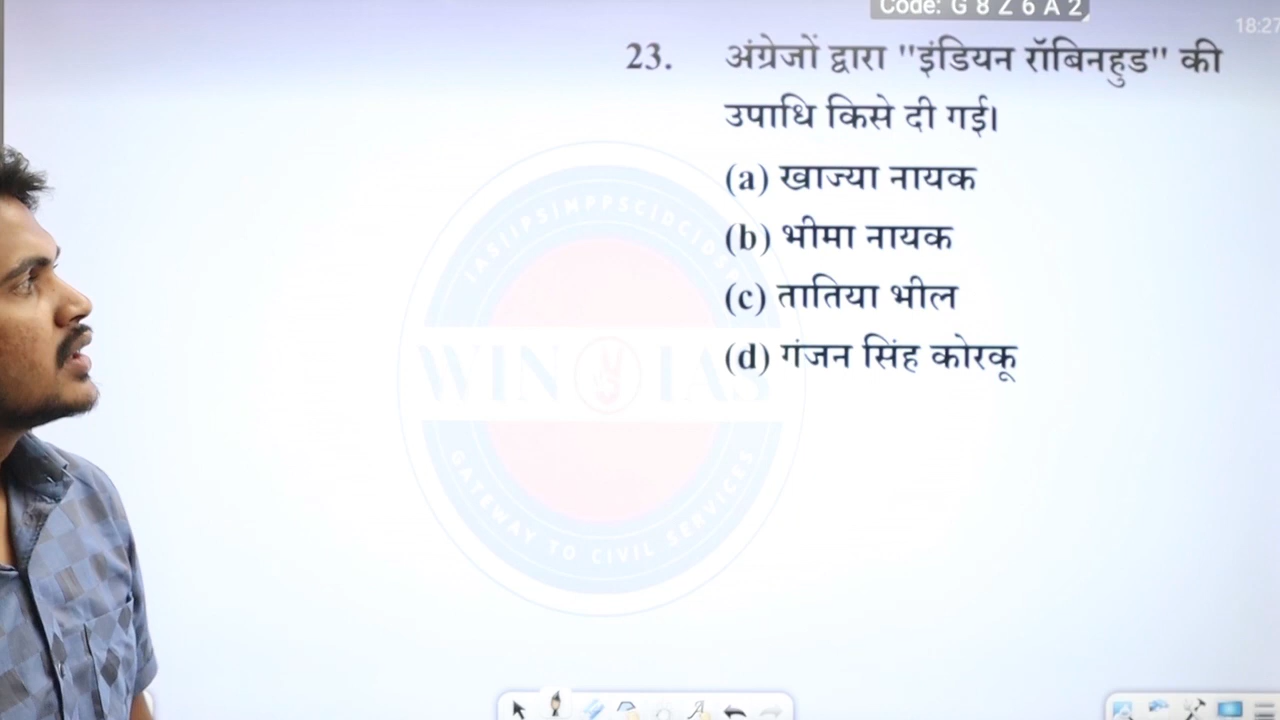 Code: G 8 Z 6 A 2
18:27
23. अंग्रेजों द्वारा "इंडियन रॉबिनहुड" की
उपाधि किसे दी गई।
(a) खाज्या नायक
(b) भीमा नायक
(c) तातिया भील
(d) गंजन सिंह कोरकू
WIN IAS
GATEWAY TO CIVIL SERVICES